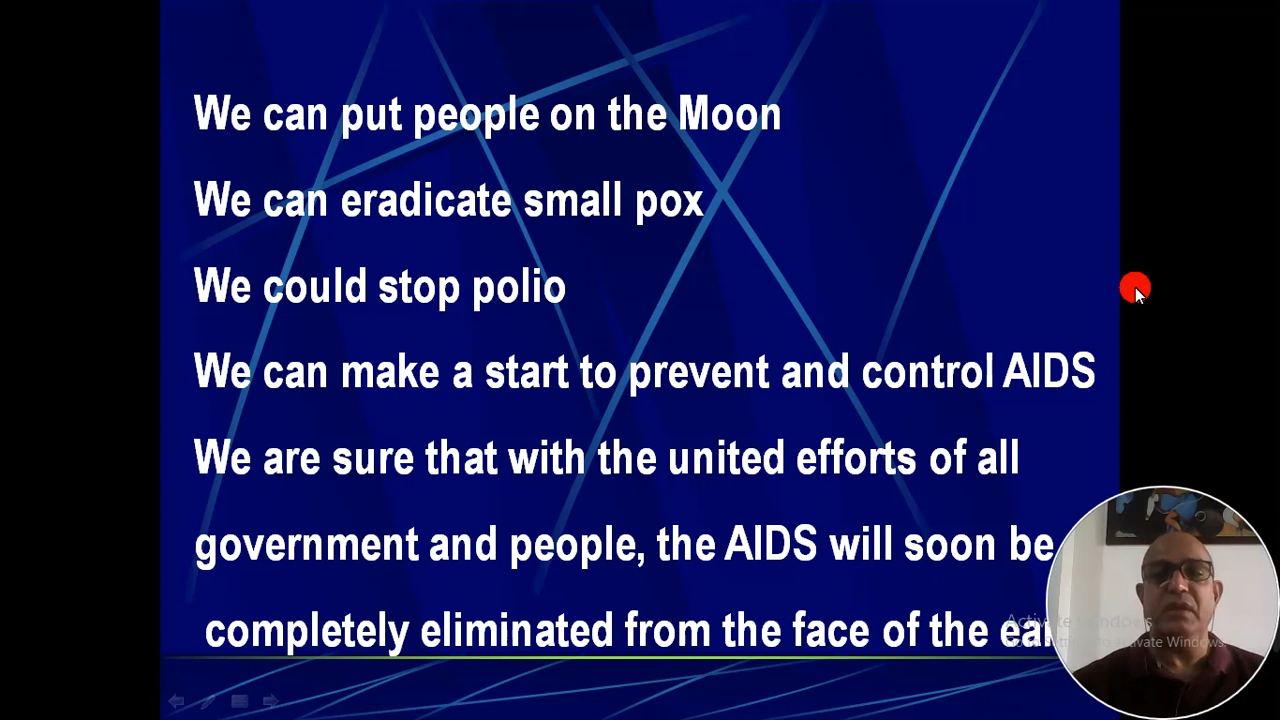 We can put people on the Moon
We can eradicate small pox
We could stop polio
We can make a start to prevent and control AIDS
We are sure that with the united efforts of all
government and people, the AIDS will soon be
completely eliminated from the face of the